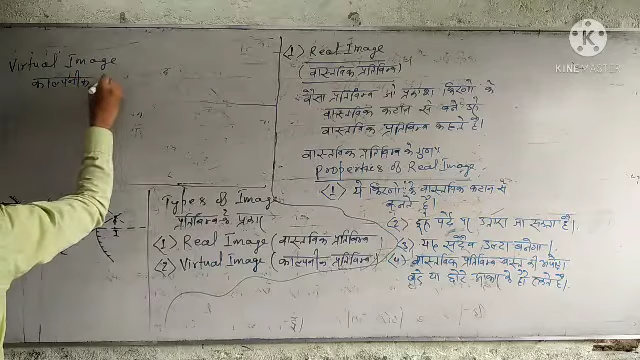 Virtual Image
काल्पनीक
Types of Image
प्रतिबिम्ब के प्रकार
<1> Real Image (वास्तविक प्रतिबिम्ब)
<2> Virtual Image (काल्पनीक प्रतिबिम्ब)
<1> Real Image
(वास्तविक प्रतिबिम्ब)
वैसा प्रतिबिम्ब जो प्रकाश किरणो के
वास्तविक कटान से बने उसे
वास्तविक प्रतिबिम्ब कहते है।
वास्तविक प्रतिबिम्ब के गुण
Properties of Real Image
<1> ये किरणो के वास्तविक कटान से
बनते है।
<2> इसे पर्दे पर उतारा जा सकता है।
<3> यह सदैव उल्टा बनेगा।
<4> वास्तविक प्रतिबिम्ब वस्तु की अपेक्षा
बड़े या छोटे आकार के हो सकते है।
KINEMASTER